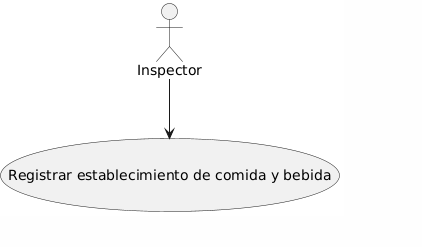 Inspector
Registrar establecimiento de comida y bebida